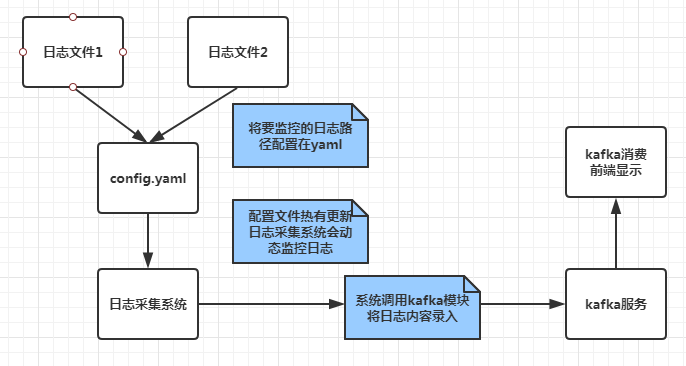 日志文件1
日志文件2
将要监控的日志路
径配置在yaml
config.yaml
kafka消费
前端显示
配置文件热有更新
日志采集系统会动
态监控日志
日志采集系统
系统调用kafka模块
将日志内容录入
kafka服务